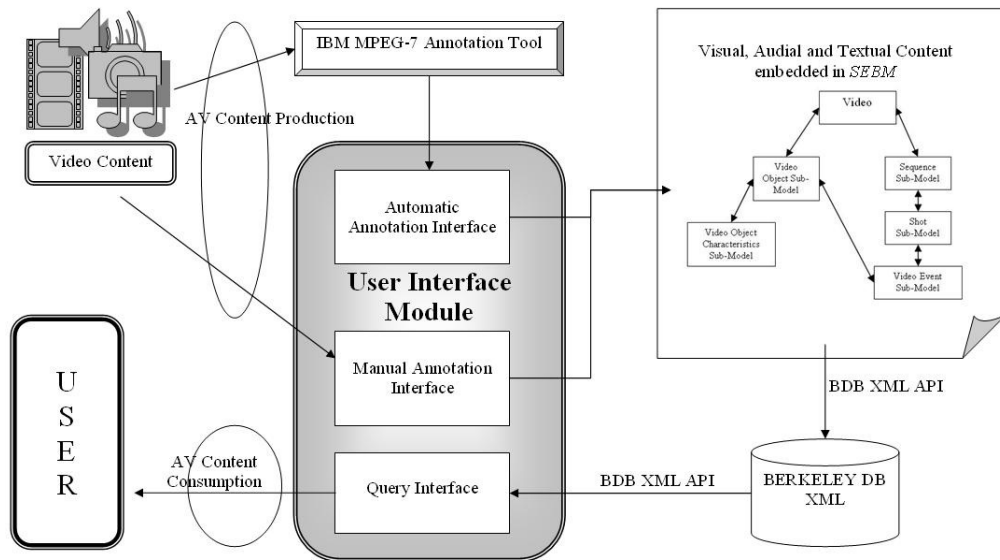 IBM MPEG-7 Annotation Tool
Visual, Audial and Textual Content
embedded in SEBM
Video
Video
Object Sub-
Model
Sequence
Sub-Model
Video Object
Characteristics
Sub-Model
Shot
Sub-Model
Video Event
Sub-Model
AV Content Production
Video Content
Automatic
Annotation Interface
User Interface
Module
Manual Annotation
Interface
Query Interface
U
S
E
R
AV Content
Consumption
BDB XML API
BDB XML API
BERKELEY DB
XML